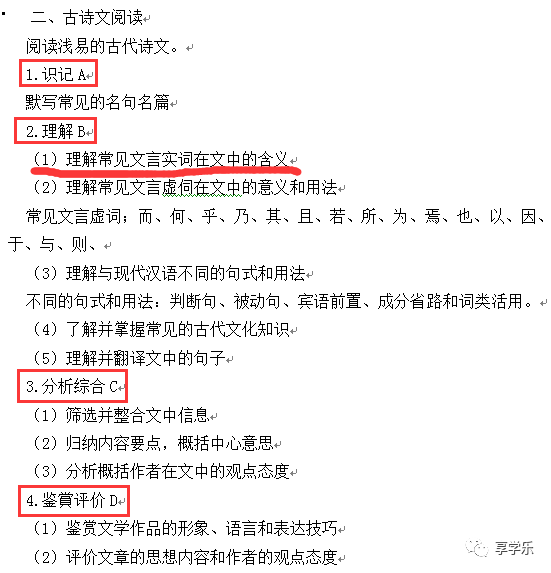 二、古诗文阅读
阅读浅易的古代诗文。
1.识记A
默写常见的名句名篇
2.理解B
（1）理解常见文言实词在文中的含义
（2）理解常见文言虚伺在文中的意义和用法
常见文言虚词；而、何、乎、乃、其、且、若、所、为、焉、也、以、因、
于、与、则、
（3）理解与现代汉语不同的句式和用法
不同的句式和用法：判断句、被动句、宾语前置、成分省路和词类活用。
（4）了解并掌握常见的古代文化知识
（5）理解并翻译文中的句子
3.分析综合C
（1）筛选并整合文中信息
（2）归纳内容要点，概括中心意思
（3）分析概括作者在文中的观点态度
4.鉴赏评价D
（1）鉴赏文学作品的形象、语言和表达技巧
（2）评价文章的思想内容和作者的观点态度
享学乐